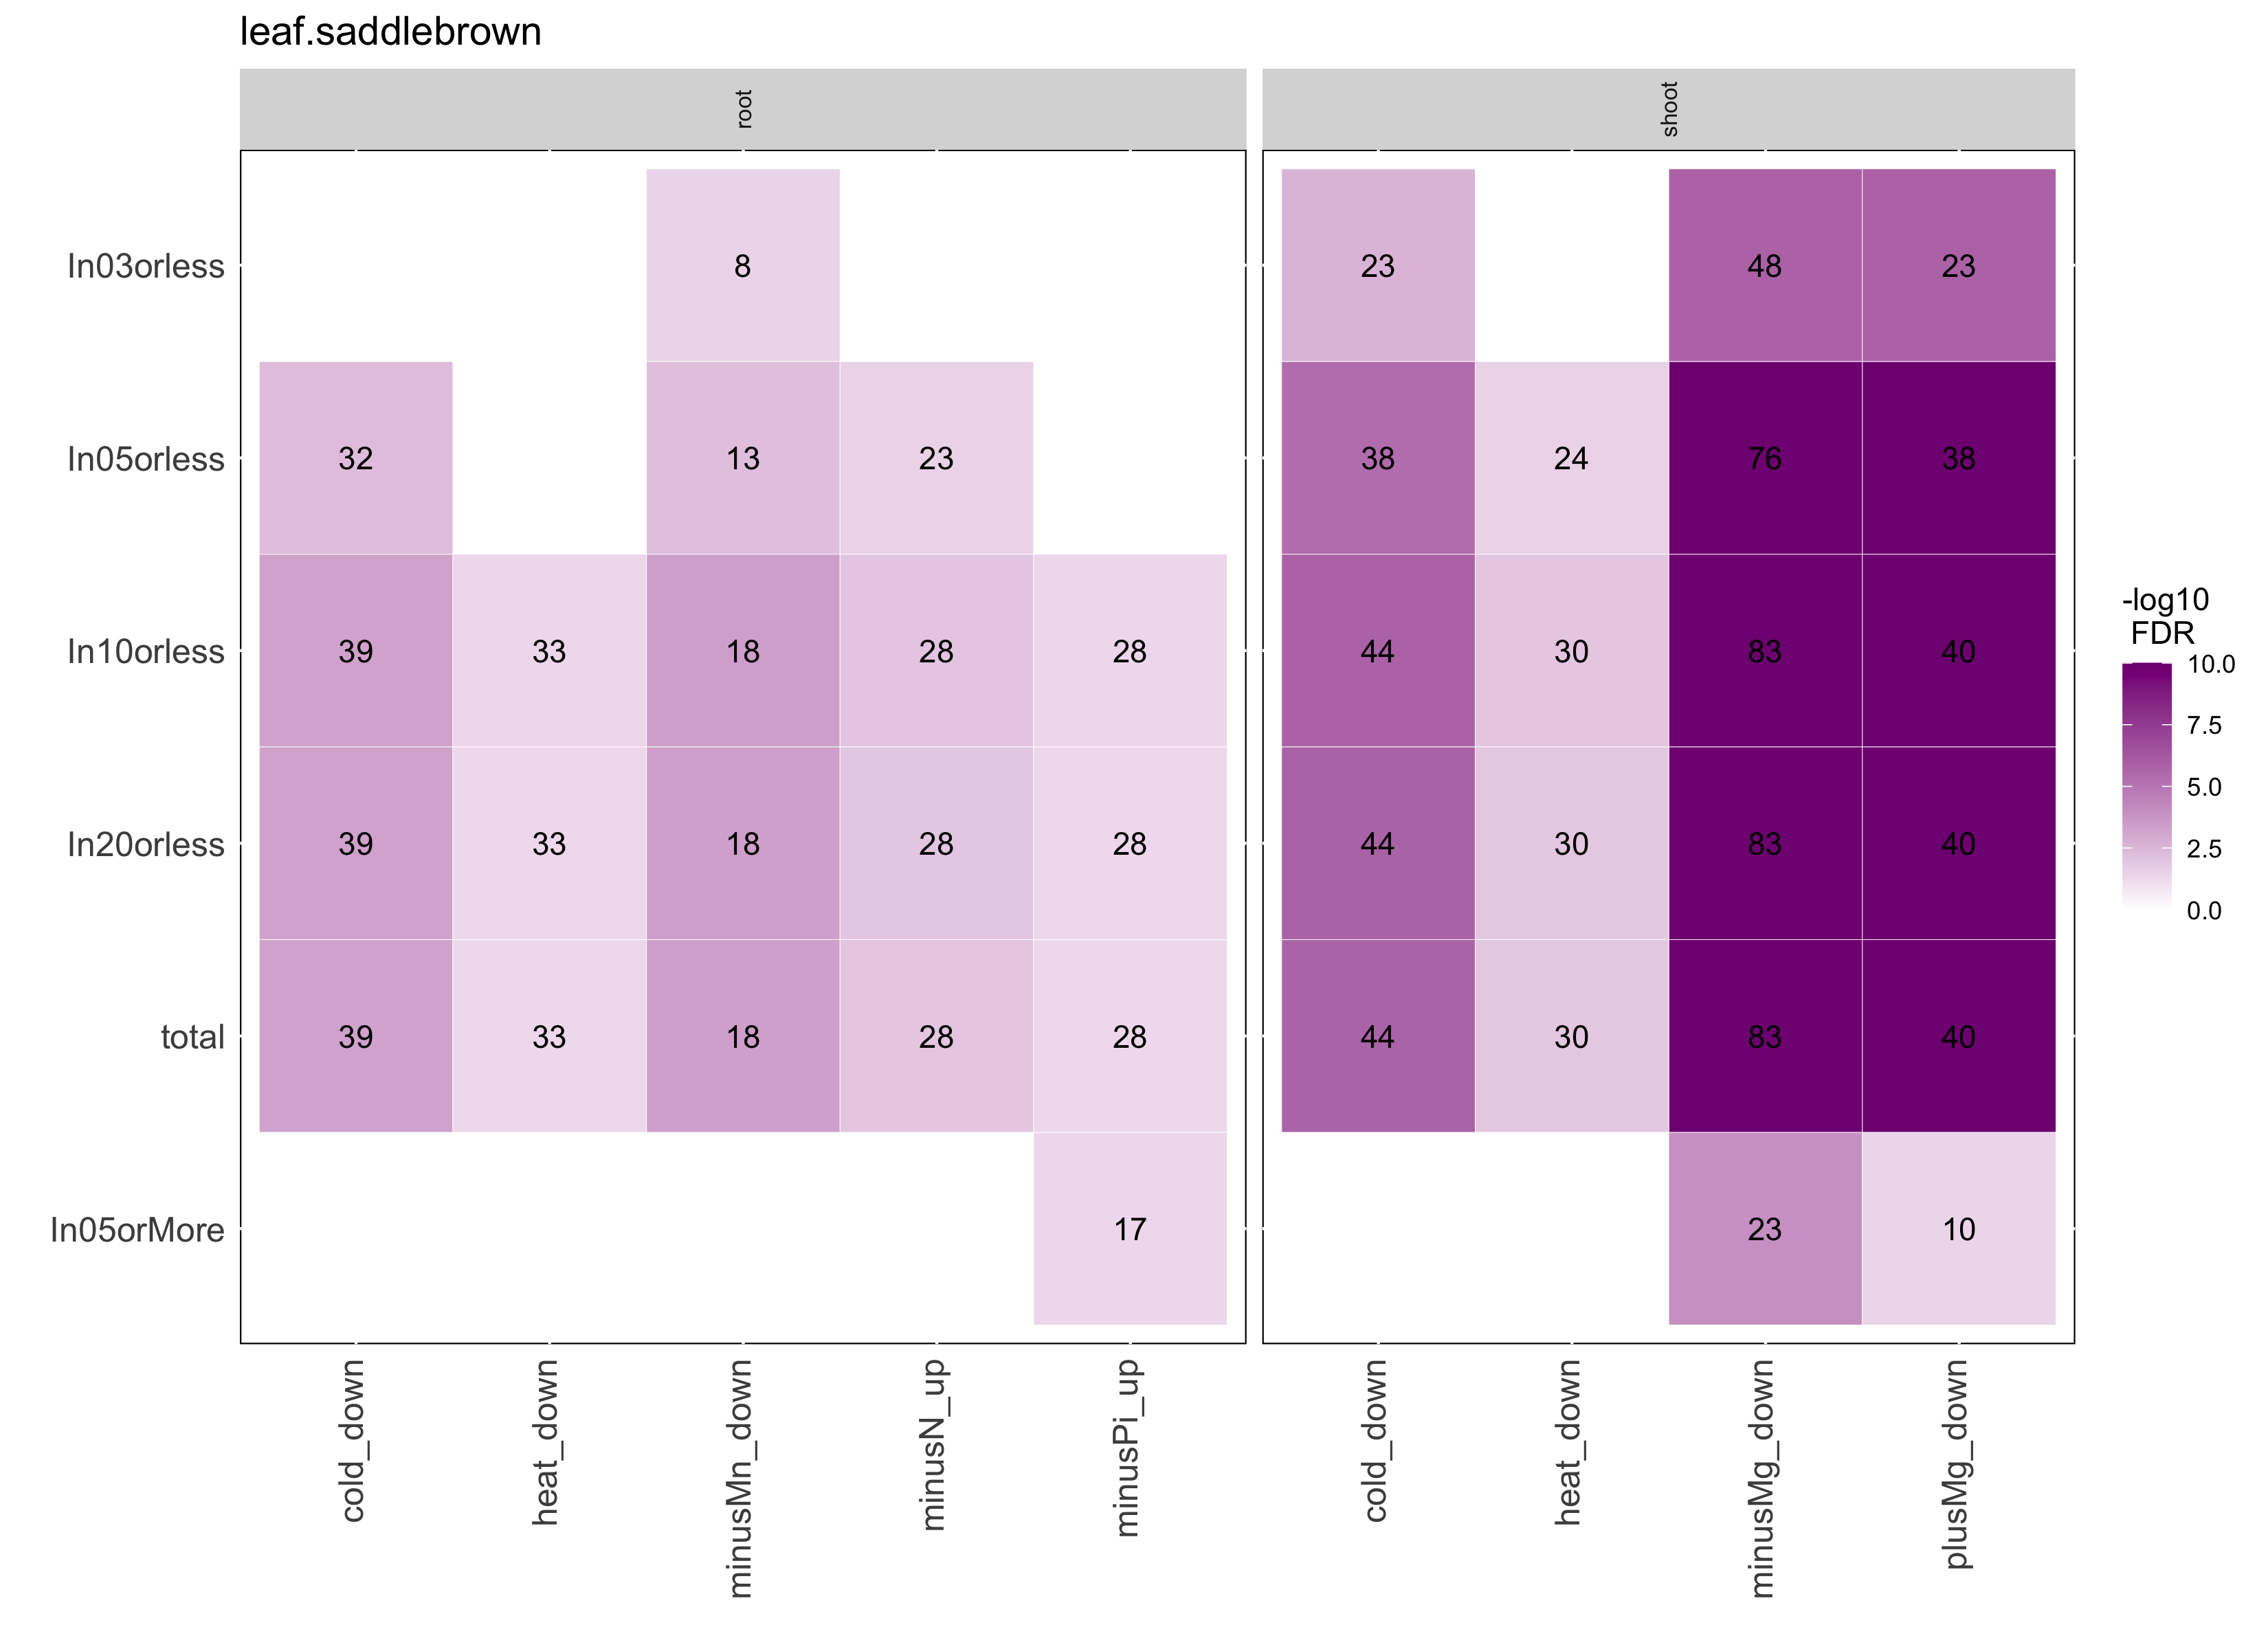 leaf.saddlebrown
root shoot
In03orless 8 23 48 23
In05orless 32 13 23 38 24 76 38
In10orless 39 33 18 28 28 44 30 83 40
In20orless 39 33 18 28 28 44 30 83 40
total 39 33 18 28 28 44 30 83 40
In05orMore 17 23 10
cold_down heat_down minusMn_down minusN_up minusPi_up cold_down heat_down minusMg_down plusMg_down
-log10
FDR
10.0
7.5
5.0
2.5
0.0